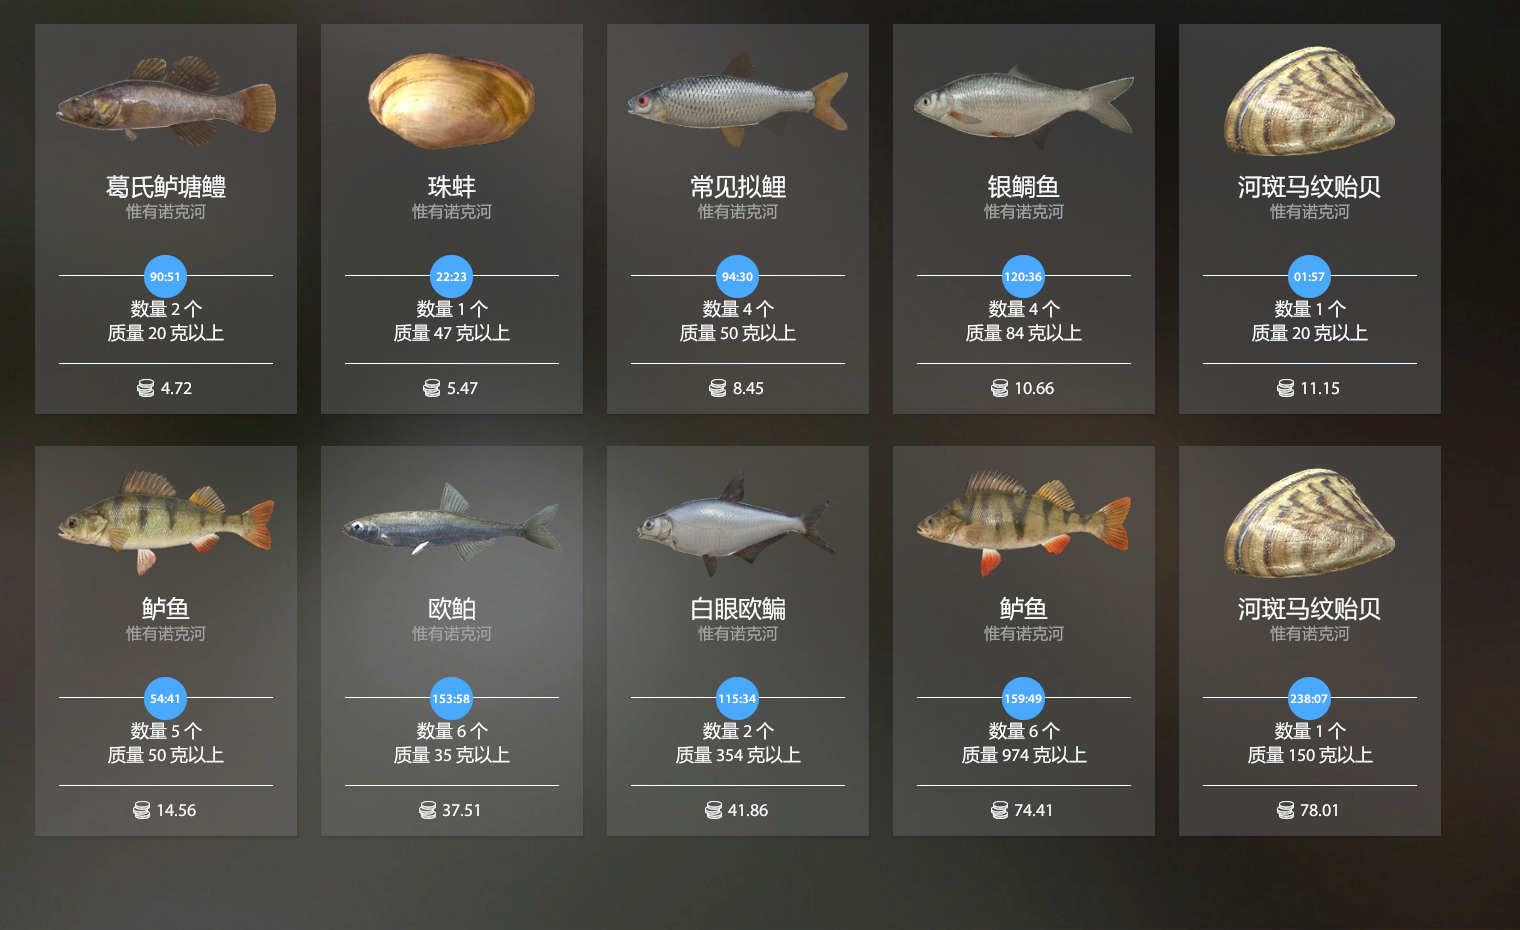 葛氏鲈塘鳢
惟有诺克河
90:51
数量 2 个
质量 20 克以上
4.72
珠蚌
惟有诺克河
22:23
数量 1 个
质量 47 克以上
5.47
常见拟鲤
惟有诺克河
94:30
数量 4 个
质量 50 克以上
8.45
银鲷鱼
惟有诺克河
120:36
数量 4 个
质量 84 克以上
10.66
河斑马纹贻贝
惟有诺克河
01:57
数量 1 个
质量 20 克以上
11.15
鲈鱼
惟有诺克河
54:41
数量 5 个
质量 50 克以上
14.56
欧鲌
惟有诺克河
153:58
数量 6 个
质量 35 克以上
37.51
白眼欧鳊
惟有诺克河
115:34
数量 2 个
质量 354 克以上
41.86
鲈鱼
惟有诺克河
159:49
数量 6 个
质量 974 克以上
74.41
河斑马纹贻贝
惟有诺克河
238:07
数量 1 个
质量 150 克以上
78.01